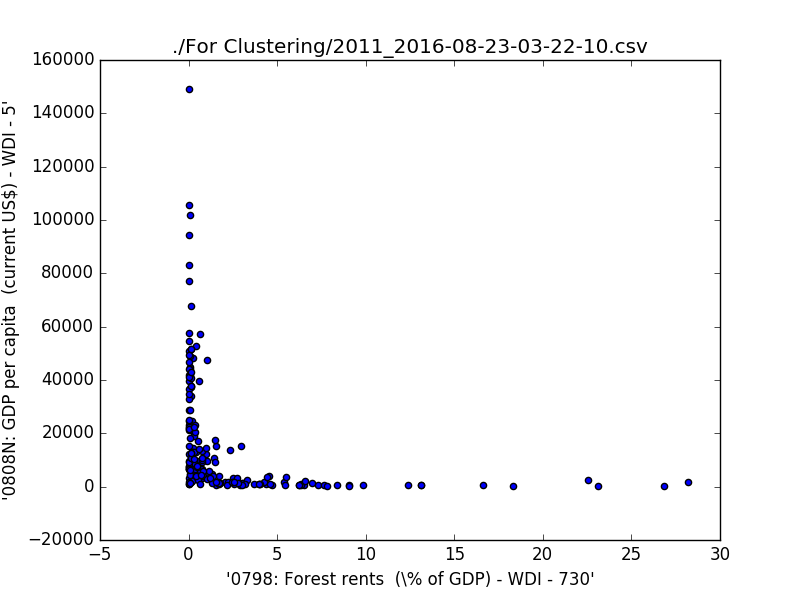 ./For Clustering/2011_2016-08-23-03-22-10.csv
160000
140000
120000
100000
80000
60000
40000
20000
0
−20000
'0808N: GDP per capita  (current US$) - WDI - 5'
−5 0 5 10 15 20 25 30
'0798: Forest rents  (\% of GDP) - WDI - 730'